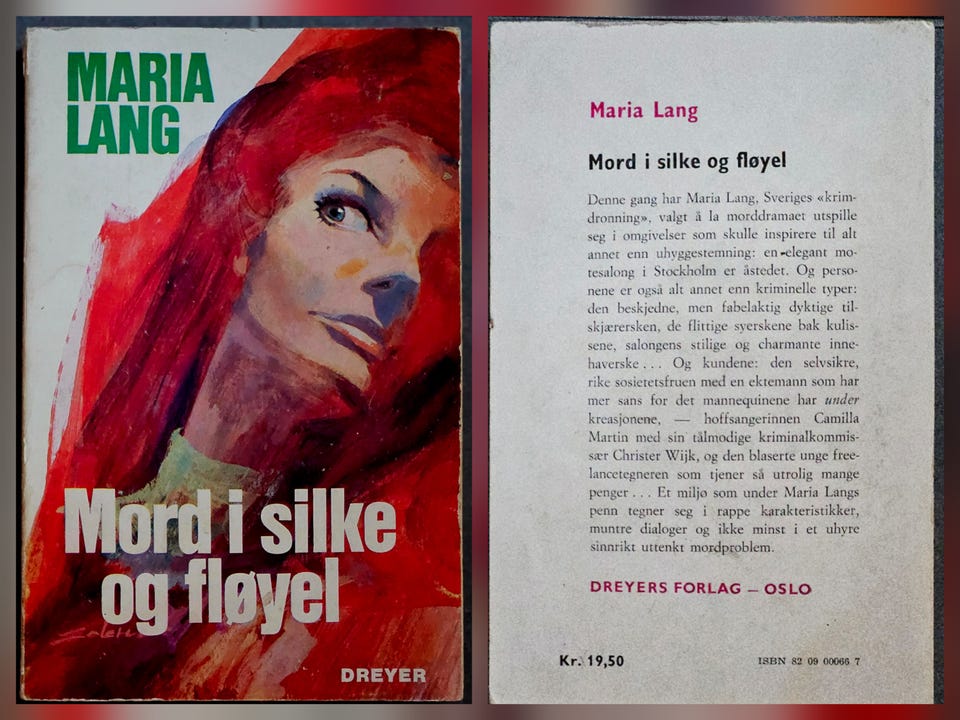 MARIA
LANG
Mord i silke
og fløyel
DREYER
Maria Lang
Mord i silke og fløyel
Denne gang har Maria Lang, Sveriges «krim-
dronning», valgt å la morddramaet utspille
seg i omgivelser som skulle inspirere til alt
annet enn uhyggestemning: en elegant mo-
tesalong i Stockholm er åstedet. Og perso-
nene er også alt annet enn kriminelle typer:
den beskjedne, men fabelaktig dyktige til-
skjærersken, de flittige syerskene bak kulis-
sene, salongens stilige og charmante inne-
haverske . . . Og kundene: den selvsikre,
rike sosietetsfruen med en ektemann som har
mer sans for det mannequinene har under
kreasjonene, — hoffsangerinnen Camilla
Martin med sin tålmodige kriminalkommis-
sær Christer Wijk, og den blaserte unge free-
lancetegneren som tjener så utrolig mange
penger . . . Et miljø som under Maria Langs
penn tegner seg i rappe karakteristikker,
muntre dialoger og ikke minst i et uhyre
sinnrikt uttenkt mordproblem.
DREYERS FORLAG – OSLO
Kr. 19,50
ISBN 82 09 00066 7